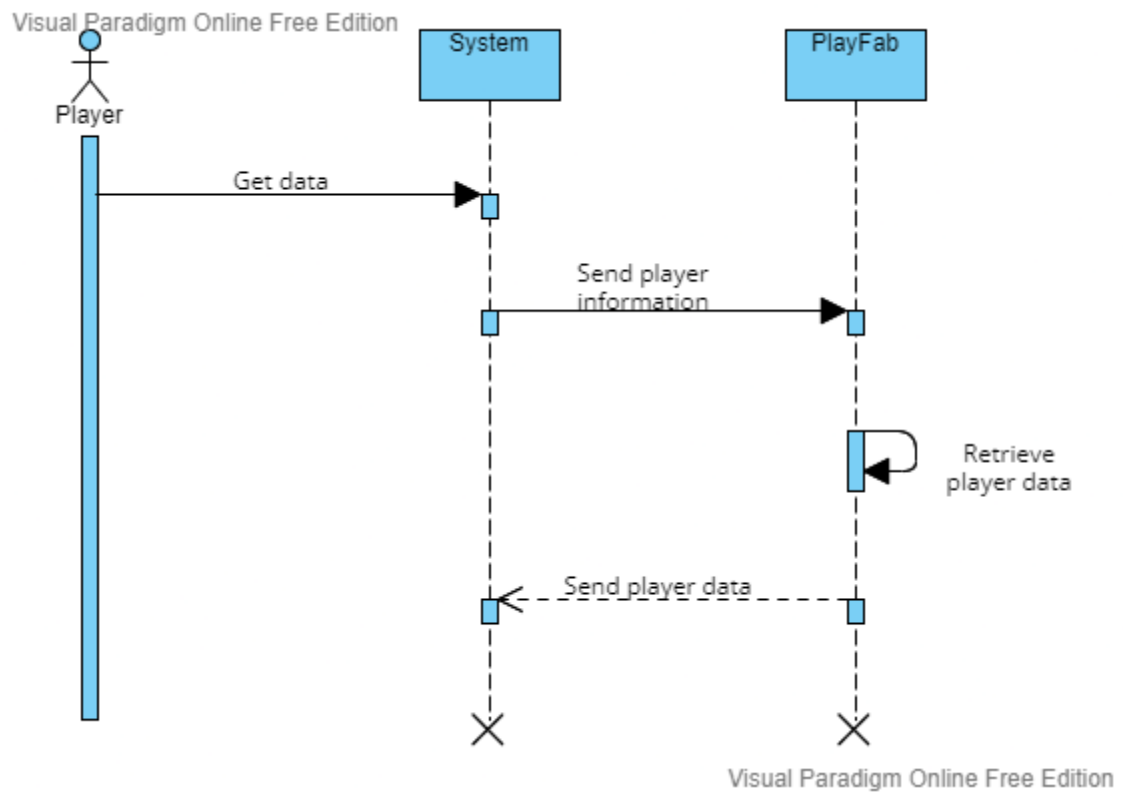 Visual Paradigm Online Free Edition
System
PlayFab
Player
Get data
Send player
information
Retrieve
player data
Send player data
Visual Paradigm Online Free Edition